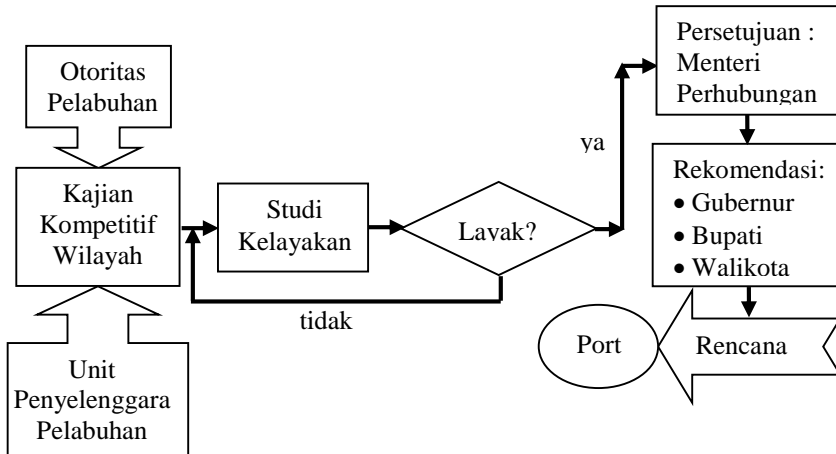 Otoritas
Pelabuhan
Kajian
Kompetitif
Wilayah
Unit
Penyelenggara
Pelabuhan
Studi
Kelayakan
Lavak?
tidak
ya
Persetujuan :
Menteri
Perhubungan
Rekomendasi:
• Gubernur
• Bupati
• Walikota
Rencana
Port